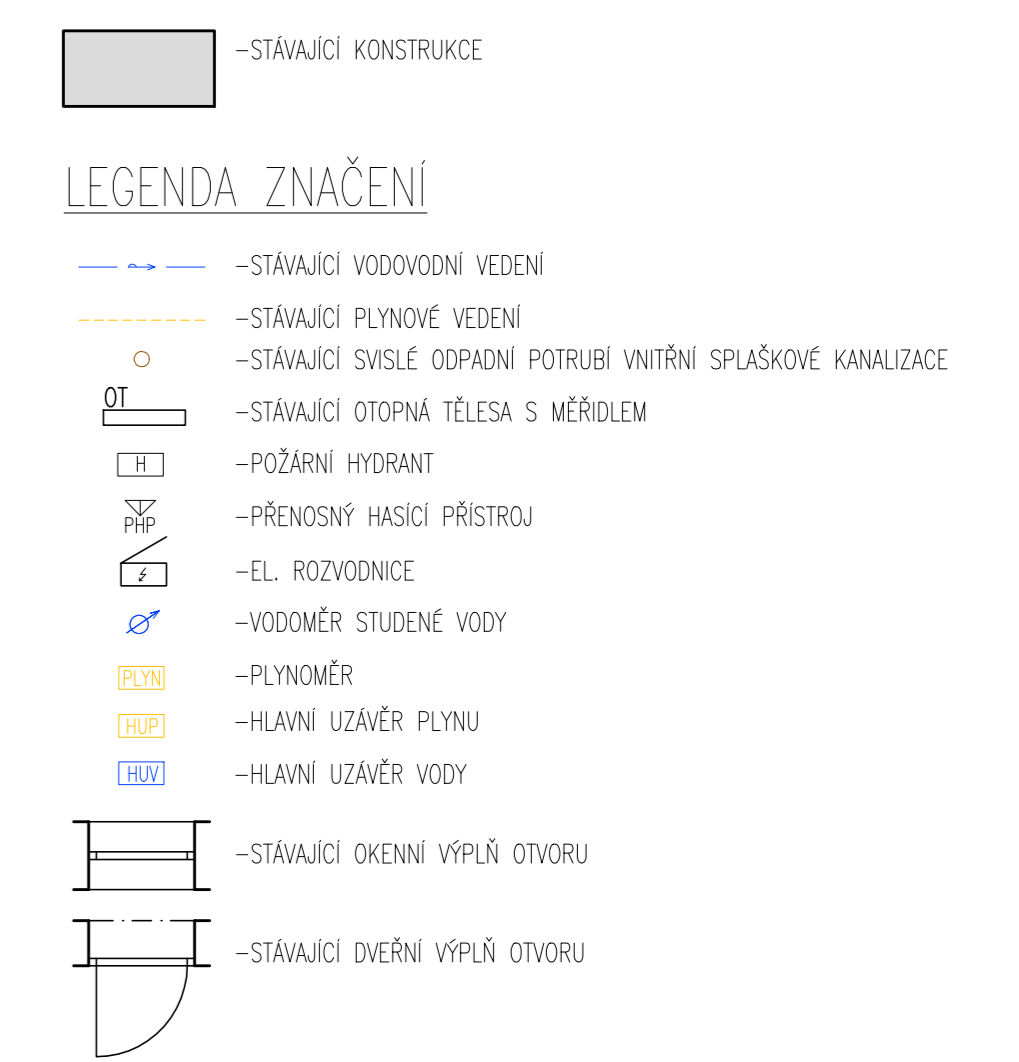 -STÁVAJÍCÍ KONSTRUKCE
LEGENDA ZNAČENÍ
-STÁVAJÍCÍ VODOVODNÍ VEDENÍ
-STÁVAJÍCÍ PLYNOVÉ VEDENÍ
-STÁVAJÍCÍ SVISLÉ ODPADNÍ POTRUBÍ VNITŘNÍ SPLAŠKOVÉ KANALIZACE
OT -STÁVAJÍCÍ OTOPNÁ TĚLESA S MĚŘIDLEM
H -POŽÁRNÍ HYDRANT
PHP -PŘENOSNÝ HASÍCÍ PŘÍSTROJ
-EL. ROZVODNICE
-VODOMĚR STUDENÉ VODY
PLYN -PLYNOMĚR
HUP -HLAVNÍ UZÁVĚR PLYNU
HUV -HLAVNÍ UZÁVĚR VODY
-STÁVAJÍCÍ OKENNÍ VÝPLŇ OTVORU
-STÁVAJÍCÍ DVEŘNÍ VÝPLŇ OTVORU